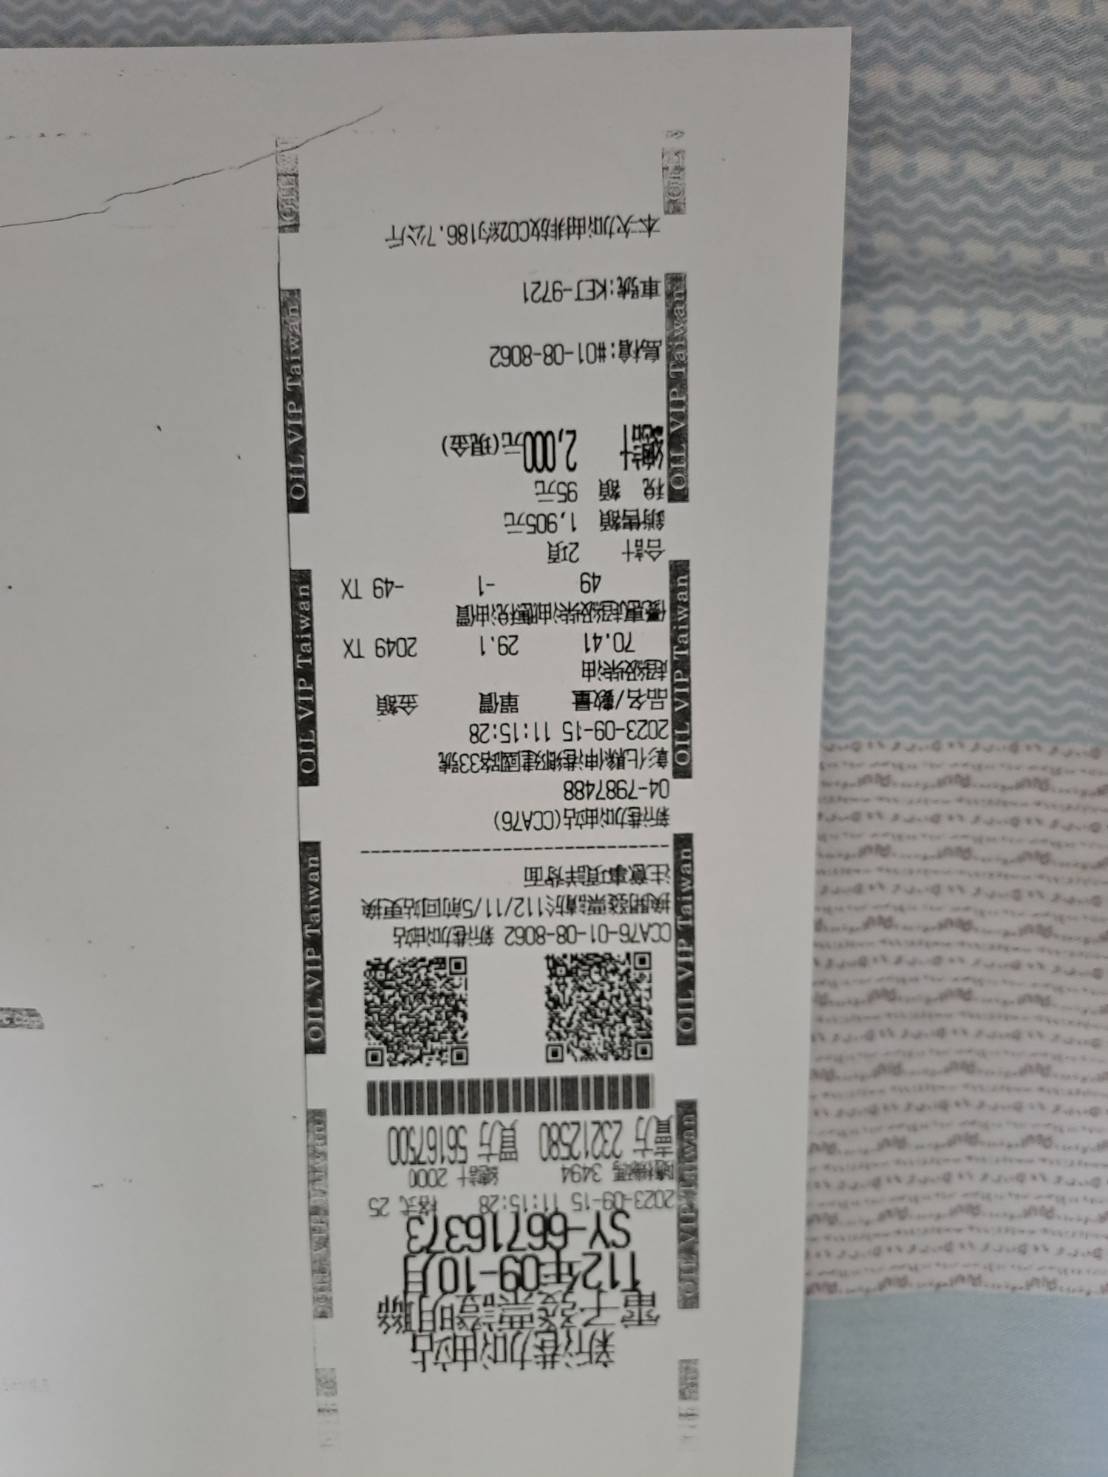 新港加油站
電子發票證明聯
112年09-10月
SY-66716373
2023-09-15 11:15:28 格式 25
隨機碼 3494 總計 2000
賣方 23212580 買方 56167500
CCA76-01-08-8062 新港加油站
換開發票請於112/11/5前回站更換
注意事項詳背面
--------------------------------
新港加油站(CCA76)
04-7987488
彰化縣伸港鄉建國路33號
2023-09-15 11:15:28
品名/數量 單價 金額
超級柴油
70.41 29.1 2049 TX
優惠超級柴油應稅油價
49 -1 -49 TX
合計 2項
銷售額 1,905元
稅 額 95元
總計 2,000元(現金)
島槍:#01-08-8062
車號:KEJ-9721
本次加油排放CO2約186.7公斤
OIL VIP Taiwan
OIL VIP Taiwan
OIL VIP Taiwan
OIL VIP Taiwan
OIL VIP Taiwan
OIL VIP Taiwan
OIL VIP Taiwan
OIL VIP Taiwan